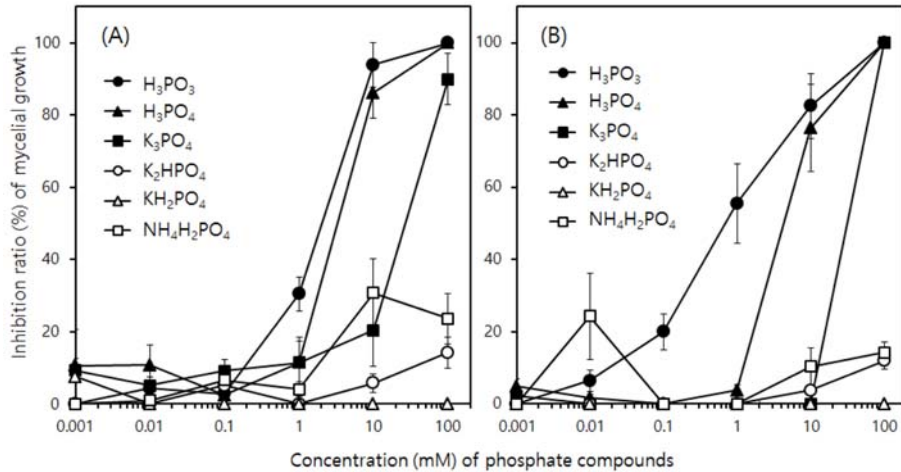 (A)
H₃PO₃
H₃PO₄
K₃PO₄
K₂HPO₄
KH₂PO₄
NH₄H₂PO₄
100
80
60
40
20
0
0.001 0.01 0.1 1 10 100
Inhibition ratio (%) of mycelial growth
(B)
H₃PO₃
H₃PO₄
K₃PO₄
K₂HPO₄
KH₂PO₄
NH₄H₂PO₄
100
80
60
40
20
0
0.001 0.01 0.1 1 10 100
Concentration (mM) of phosphate compounds